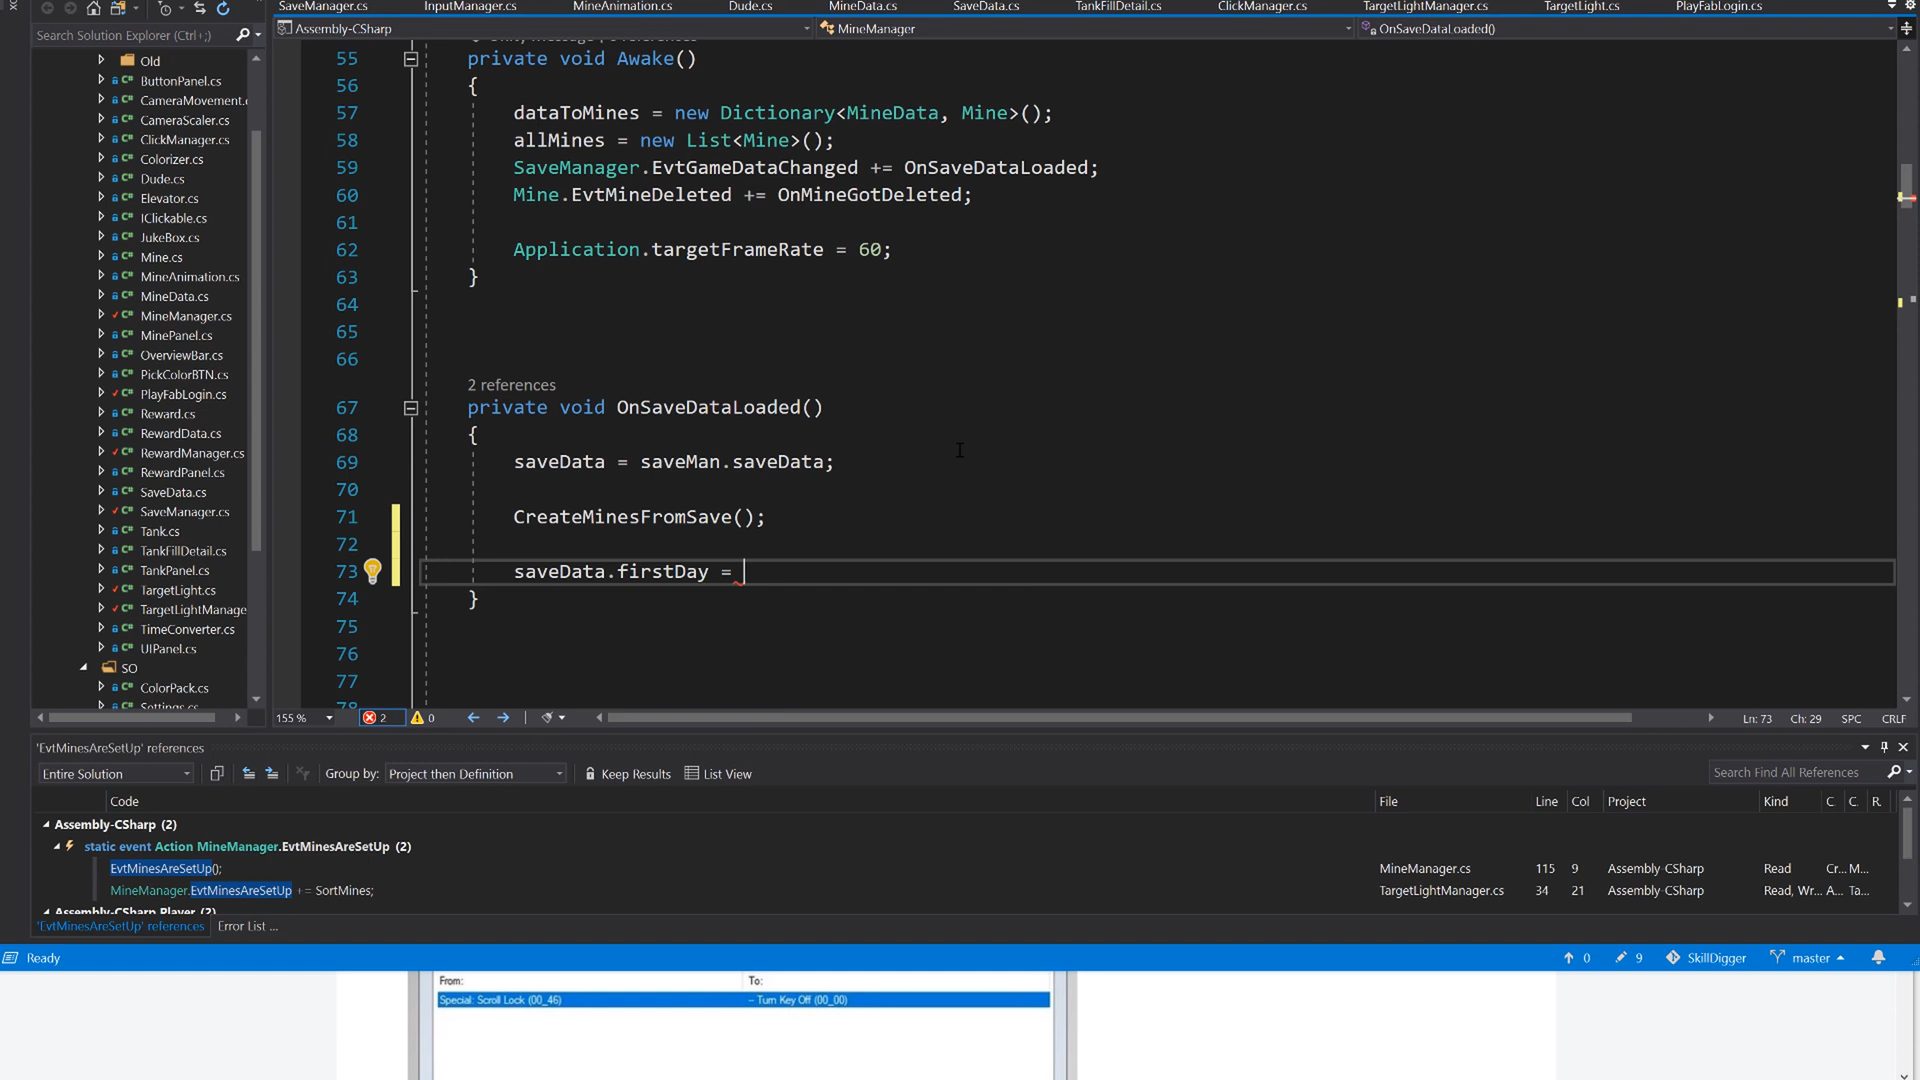 SaveManager.cs InputManager.cs MineAnimation.cs Dude.cs MineData.cs SaveData.cs TankFillDetail.cs ClickManager.cs TargetLightManager.cs TargetLight.cs PlayFabLogin.cs
Search Solution Explorer (Ctrl+;)
Assembly-CSharp MineManager OnSaveDataLoaded()
Old
ButtonPanel.cs
CameraMovement.c
CameraScaler.cs
ClickManager.cs
Colorizer.cs
Dude.cs
Elevator.cs
IClickable.cs
JukeBox.cs
Mine.cs
MineAnimation.cs
MineData.cs
MineManager.cs
MinePanel.cs
OverviewBar.cs
PickColorBTN.cs
PlayFabLogin.cs
Reward.cs
RewardData.cs
RewardManager.cs
RewardPanel.cs
SaveData.cs
SaveManager.cs
Tank.cs
TankFillDetail.cs
TankPanel.cs
TargetLight.cs
TargetLightManage
TimeConverter.cs
UIPanel.cs
SO
ColorPack.cs
Settings.cs
55 private void Awake()
56 {
57 dataToMines = new Dictionary<MineData, Mine>();
58 allMines = new List<Mine>();
59 SaveManager.EvtGameDataChanged += OnSaveDataLoaded;
60 Mine.EvtMineDeleted += OnMineGotDeleted;
61
62 Application.targetFrameRate = 60;
63 }
64
65
66
2 references
67 private void OnSaveDataLoaded()
68 {
69 saveData = saveMan.saveData;
70
71 CreateMinesFromSave();
72
73 saveData.firstDay =
74 }
75
76
77
78
155 % 2 0 Ln: 73 Ch: 29 SPC CRLF
'EvtMinesAreSetUp' references
Entire Solution Group by: Project then Definition Keep Results List View Search Find All References
Code File Line Col Project Kind C. C. R.
Assembly-CSharp (2)
static event Action MineManager.EvtMinesAreSetUp (2)
EvtMinesAreSetUp(); MineManager.cs 115 9 Assembly-CSharp Read Cr... M...
MineManager.EvtMinesAreSetUp += SortMines; TargetLightManager.cs 34 21 Assembly-CSharp Read, Wr... A... Ta...
Assembly-CSharp Player (2)
'EvtMinesAreSetUp' references Error List ...
Ready 0 9 SkillDigger master
From: To:
Special: Scroll Lock (00_46) -- Turn Key Off (00_00)